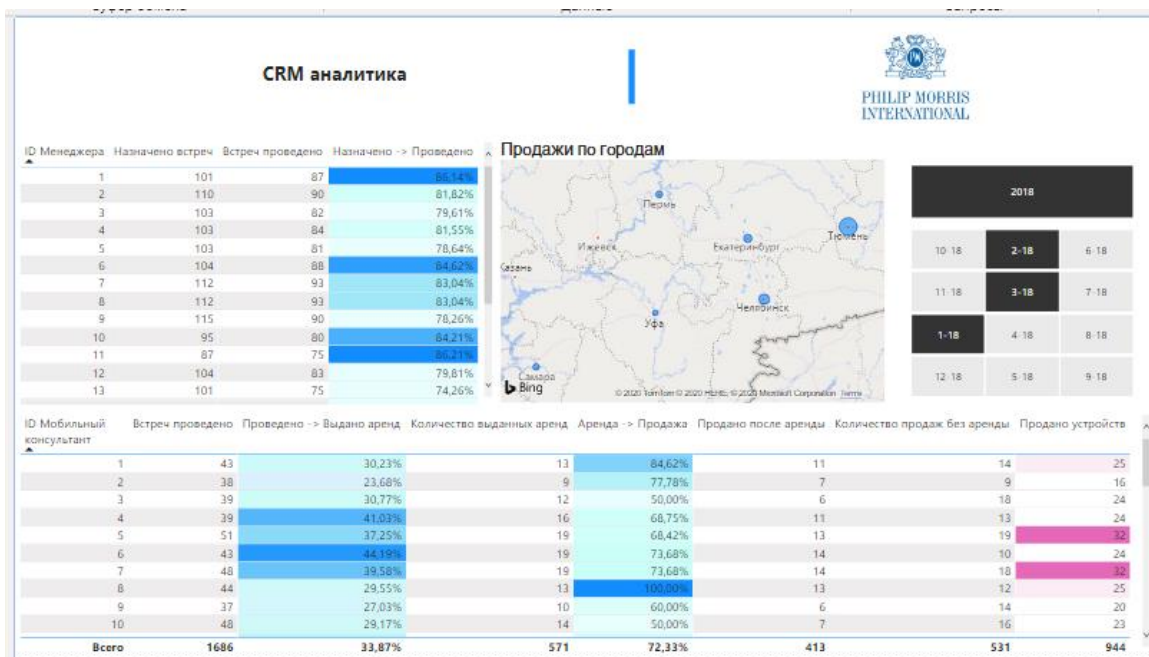 CRM аналитика
PHILIP MORRIS
INTERNATIONAL
ID Менеджера Назначено встреч Встреч проведено Назначено -> Проведено
1 101 87 86,14%
2 110 90 81,82%
3 103 82 79,61%
4 103 84 81,55%
5 103 81 78,64%
6 104 88 84,62%
7 112 93 83,04%
8 112 93 83,04%
9 115 90 78,26%
10 95 80 84,21%
11 87 75 86,21%
12 104 83 79,81%
13 101 75 74,26%
Продажи по городам
Пермь
Тюмень
Ижевск
Екатеринбург
Казань
Челябинск
Уфа
Самара
Bing
© 2020 TomTom © 2020 HERE, © 2020 Microsoft Corporation Terms
2018
10-18 2-18 6-18
11-18 3-18 7-18
1-18 4-18 8-18
12-18 5-18 9-18
ID Мобильный Встреч проведено Проведено -> Выдано аренд Количество выданных аренд Аренда -> Продажа Продано после аренды Количество продаж без аренды Продано устройств
консультант
1 43 30,23% 13 84,62% 11 14 25
2 38 23,68% 9 77,78% 7 9 16
3 39 30,77% 12 50,00% 6 18 24
4 39 41,03% 16 68,75% 11 13 24
5 51 37,25% 19 68,42% 13 19 32
6 43 44,19% 19 73,68% 14 10 24
7 48 39,58% 19 73,68% 14 18 32
8 44 29,55% 13 100,00% 13 12 25
9 37 27,03% 10 60,00% 6 14 20
10 48 29,17% 14 50,00% 7 16 23
Всего 1686 33,87% 571 72,33% 413 531 944